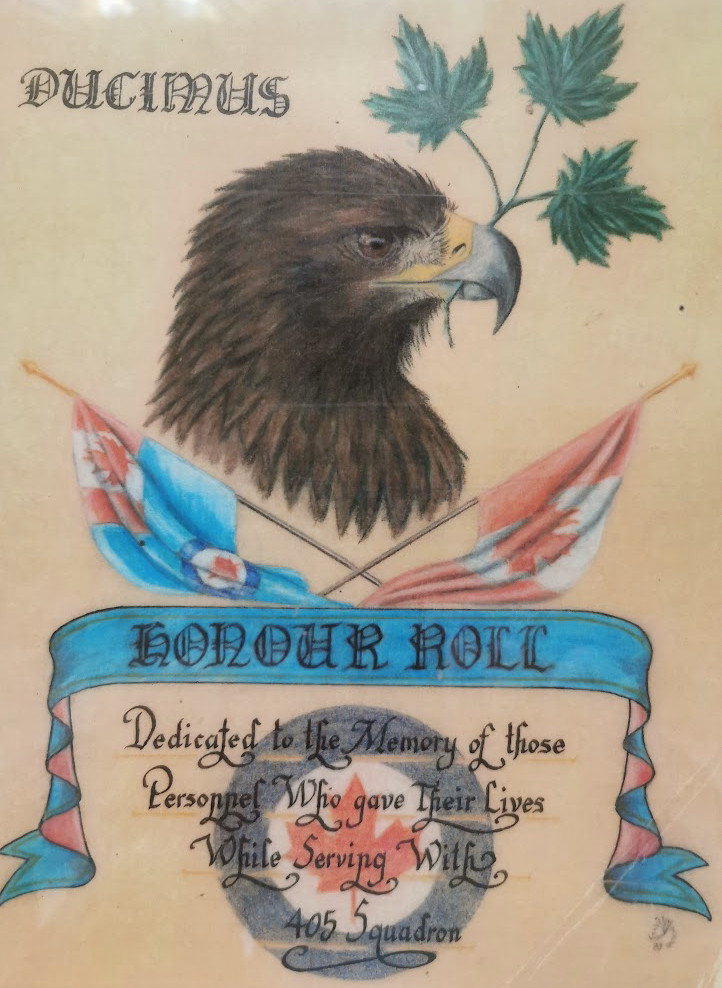 DUCIMUS
HONOUR ROLL
Dedicated to the Memory of those
Personnel Who gave Their Lives
While Serving With
405 Squadron